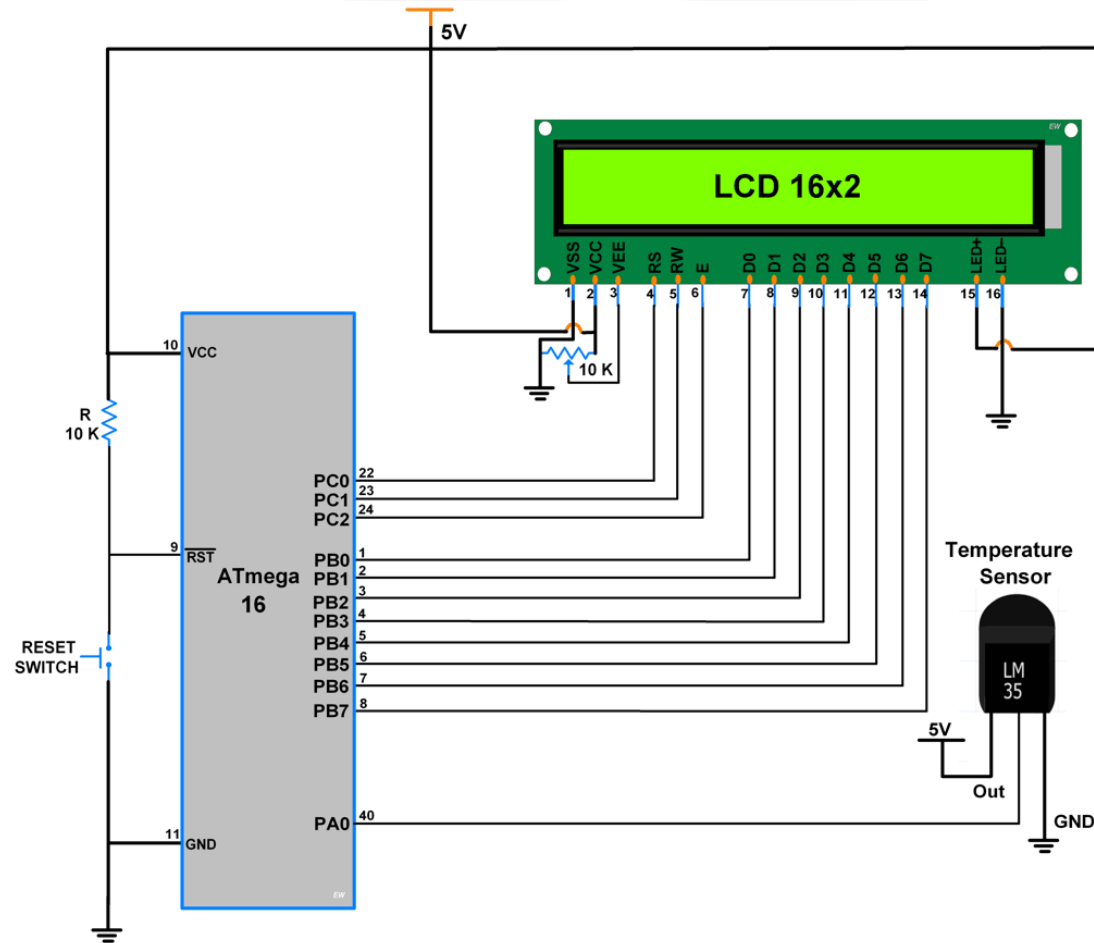 5V
EW
LCD 16x2
VSS
VCC
VEE
RS
RW
E
D0
D1
D2
D3
D4
D5
D6
D7
LED+
LED-
1
2
3
4
5
6
7
8
9
10
11
12
13
14
15
16
10 K
10
VCC
R
10 K
9
RST
RESET
SWITCH
11
GND
ATmega
16
PC0
22
PC1
23
PC2
24
PB0
1
PB1
2
PB2
3
PB3
4
PB4
5
PB5
6
PB6
7
PB7
8
PA0
40
EW
Temperature
Sensor
LM
35
5V
Out
GND